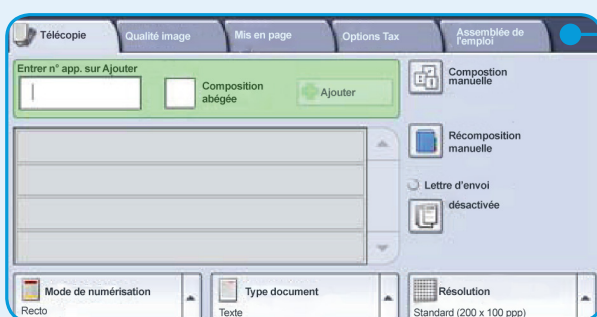 Télécopie
Qualité image
Mis en page
Options Tax
Assemblée de
l'emploi
Entrer n° app. sur Ajouter
Composition
abégée
Ajouter
Compostion
manuelle
Récomposition
manuelle
Lettre d'envoi
désactivée
Mode de numérisation
Recto
Type document
Texte
Résolution
Standard (200 x 100 ppp)